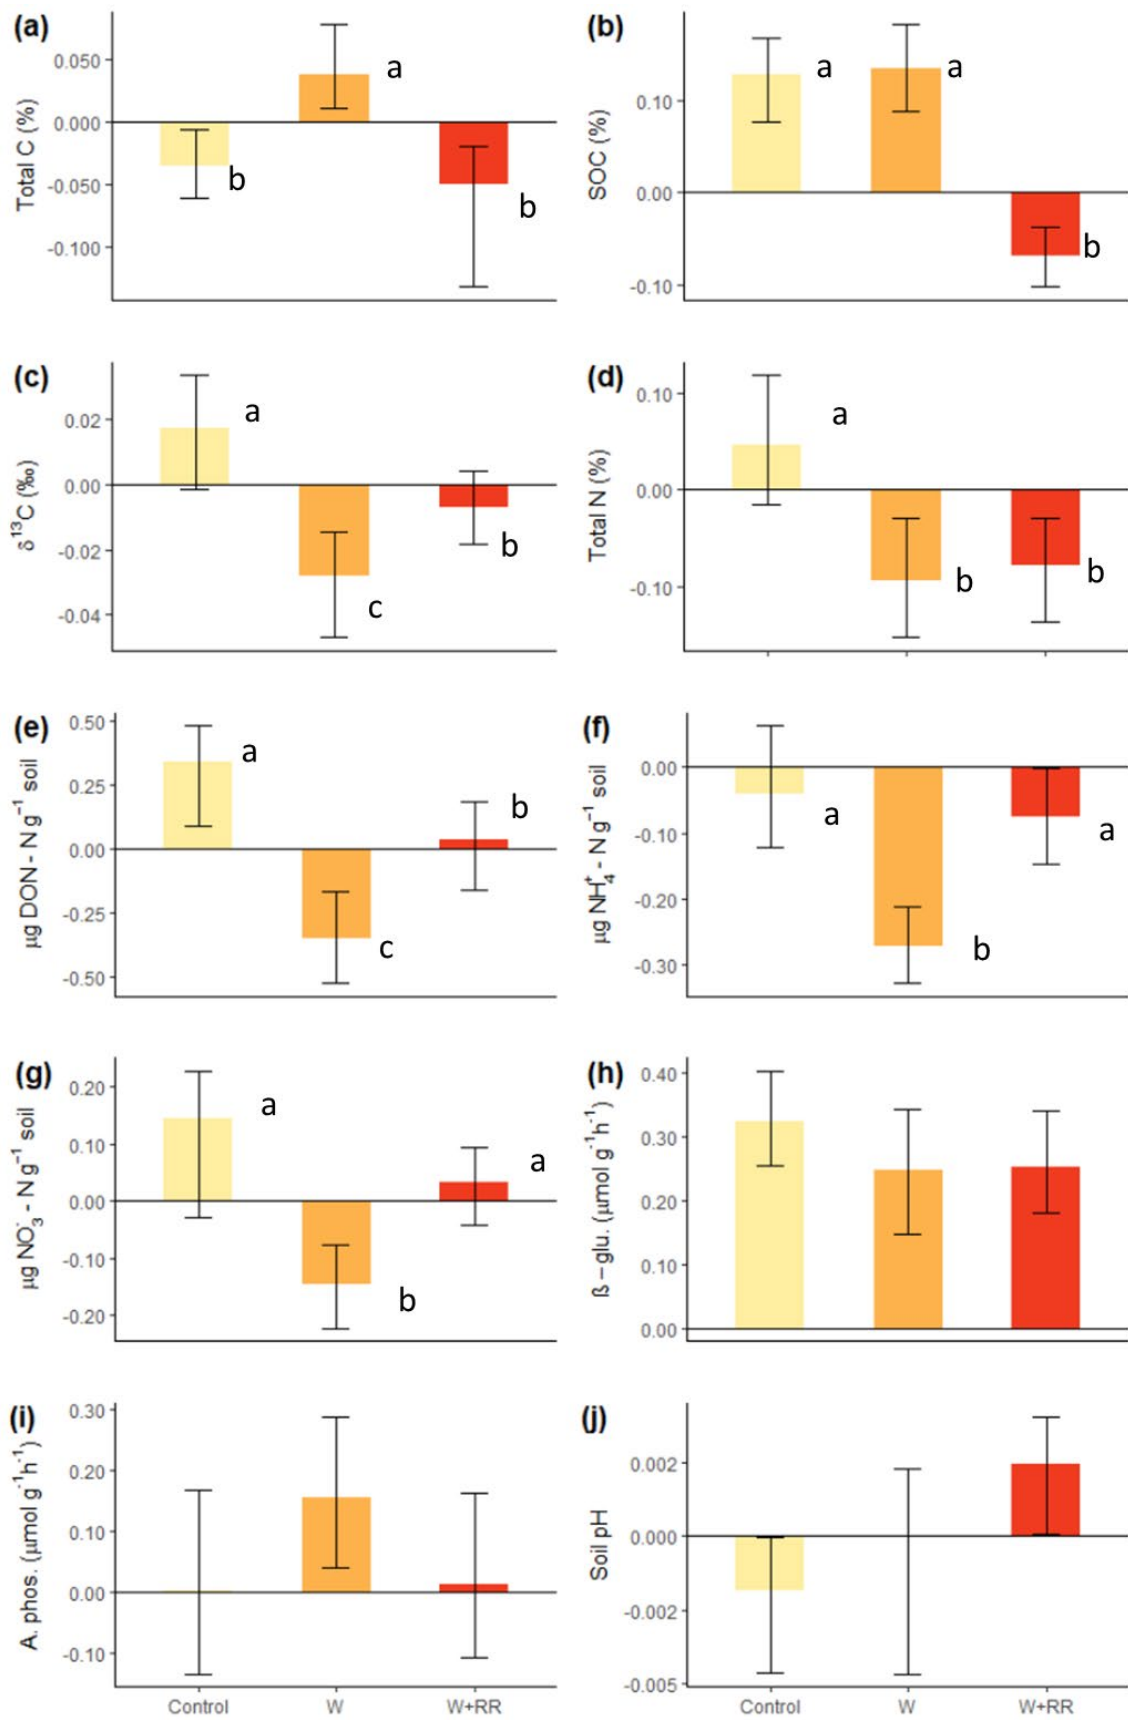 (a)
Total C (%)
0.050
0.000
-0.050
-0.100
b
a
b
(b)
SOC (%)
0.10
0.00
-0.10
a
a
b
(c)
δ ¹³C (‰)
0.02
0.00
-0.02
-0.04
a
c
b
(d)
Total N (%)
0.10
0.00
-0.10
a
b
b
(e)
µg DON - N g⁻¹ soil
0.50
0.25
0.00
-0.25
-0.50
a
c
b
(f)
µg NH₄⁺ - N g⁻¹ soil
0.00
-0.10
-0.20
-0.30
a
b
a
(g)
µg NO₃⁻ - N g⁻¹ soil
0.20
0.10
0.00
-0.10
-0.20
a
b
a
(h)
ß – glu. (µmol g⁻¹h⁻¹)
0.40
0.30
0.20
0.10
0.00
(i)
A. phos. (µmol g⁻¹h⁻¹)
0.30
0.20
0.10
0.00
-0.10
Control W W+RR
(j)
Soil pH
0.002
0.000
-0.002
-0.005
Control W W+RR